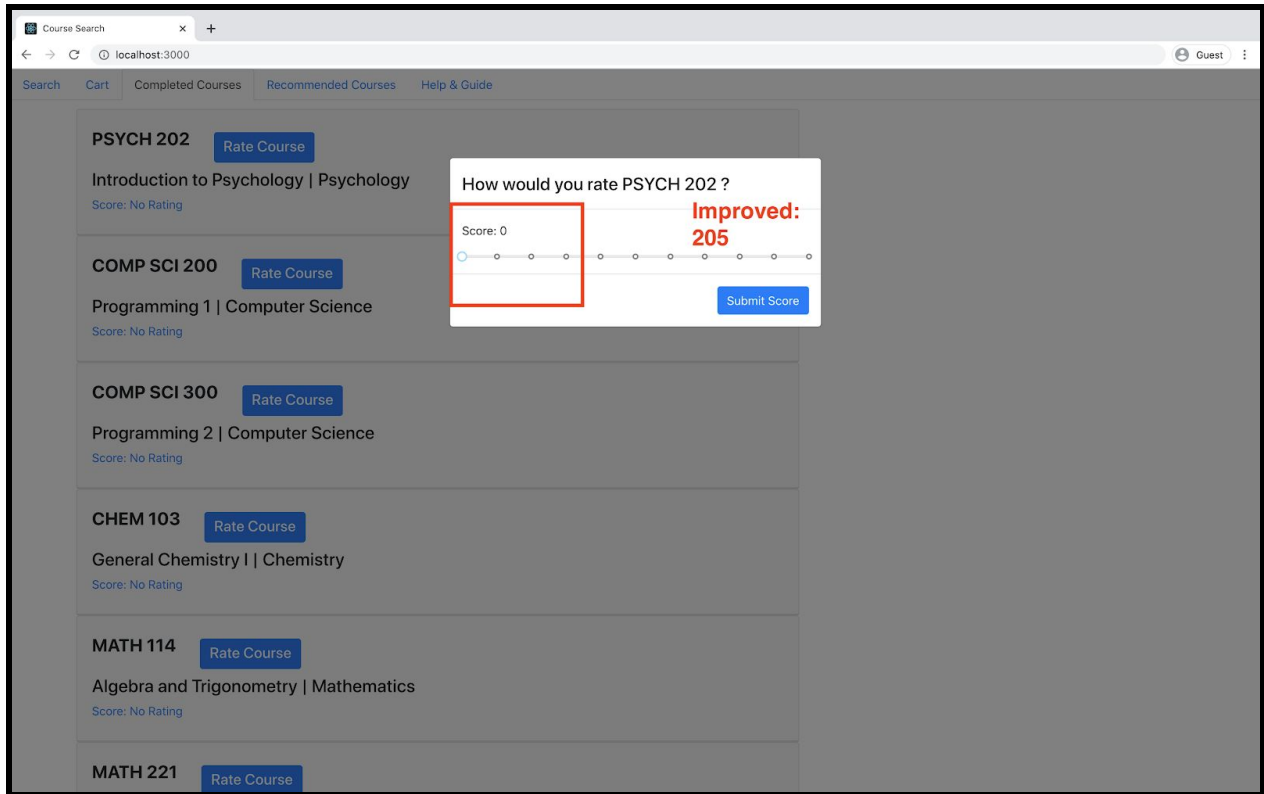 Course Search
localhost:3000
Guest
Search Cart Completed Courses Recommended Courses Help & Guide
PSYCH 202 Rate Course
Introduction to Psychology | Psychology
Score: No Rating
How would you rate PSYCH 202 ?
Improved:
205
Score: 0
Submit Score
COMP SCI 200 Rate Course
Programming 1 | Computer Science
Score: No Rating
COMP SCI 300 Rate Course
Programming 2 | Computer Science
Score: No Rating
CHEM 103 Rate Course
General Chemistry I | Chemistry
Score: No Rating
MATH 114 Rate Course
Algebra and Trigonometry | Mathematics
Score: No Rating
MATH 221 Rate Course